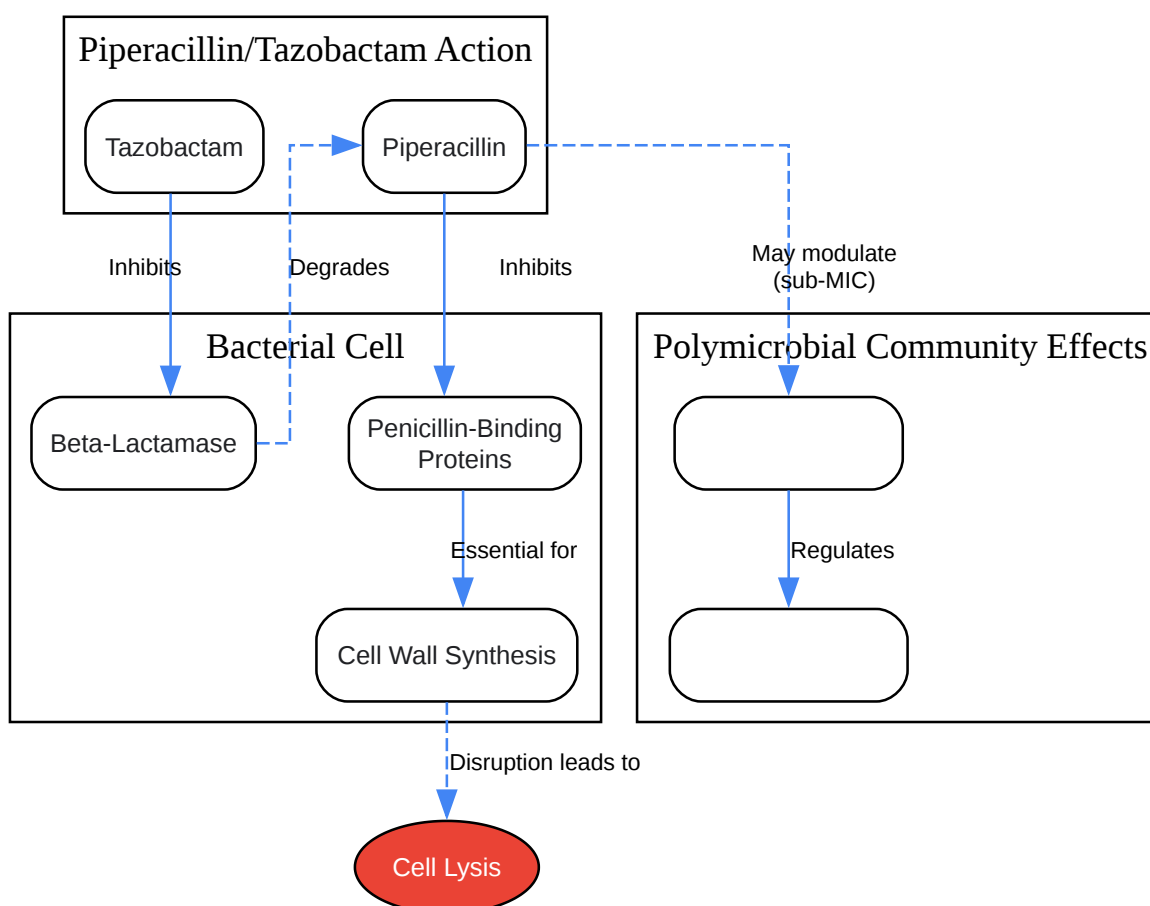 Piperacillin/Tazobactam Action
Tazobactam
Piperacillin
Inhibits
Degrades
Inhibits
May modulate
(sub-MIC)
Bacterial Cell
Polymicrobial Community Effects
Beta-Lactamase
Penicillin-Binding
Proteins
Essential for
Regulates
Cell Wall Synthesis
Disruption leads to
Cell Lysis